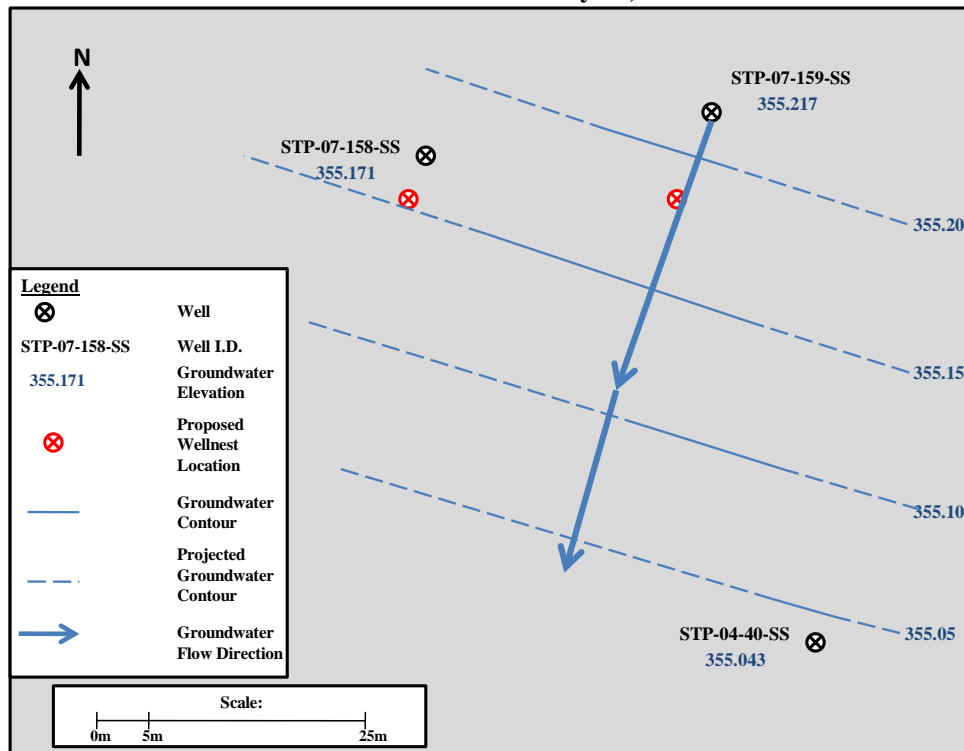 N
STP-07-159-SS
355.217
STP-07-158-SS
355.171
355.20
355.15
355.10
355.05
STP-04-40-SS
355.043
Legend
Well
STP-07-158-SS Well I.D.
355.171 Groundwater
Elevation
Proposed
Wellnest
Location
Groundwater
Contour
Projected
Groundwater
Contour
Groundwater
Flow Direction
Scale:
0m 5m 25m